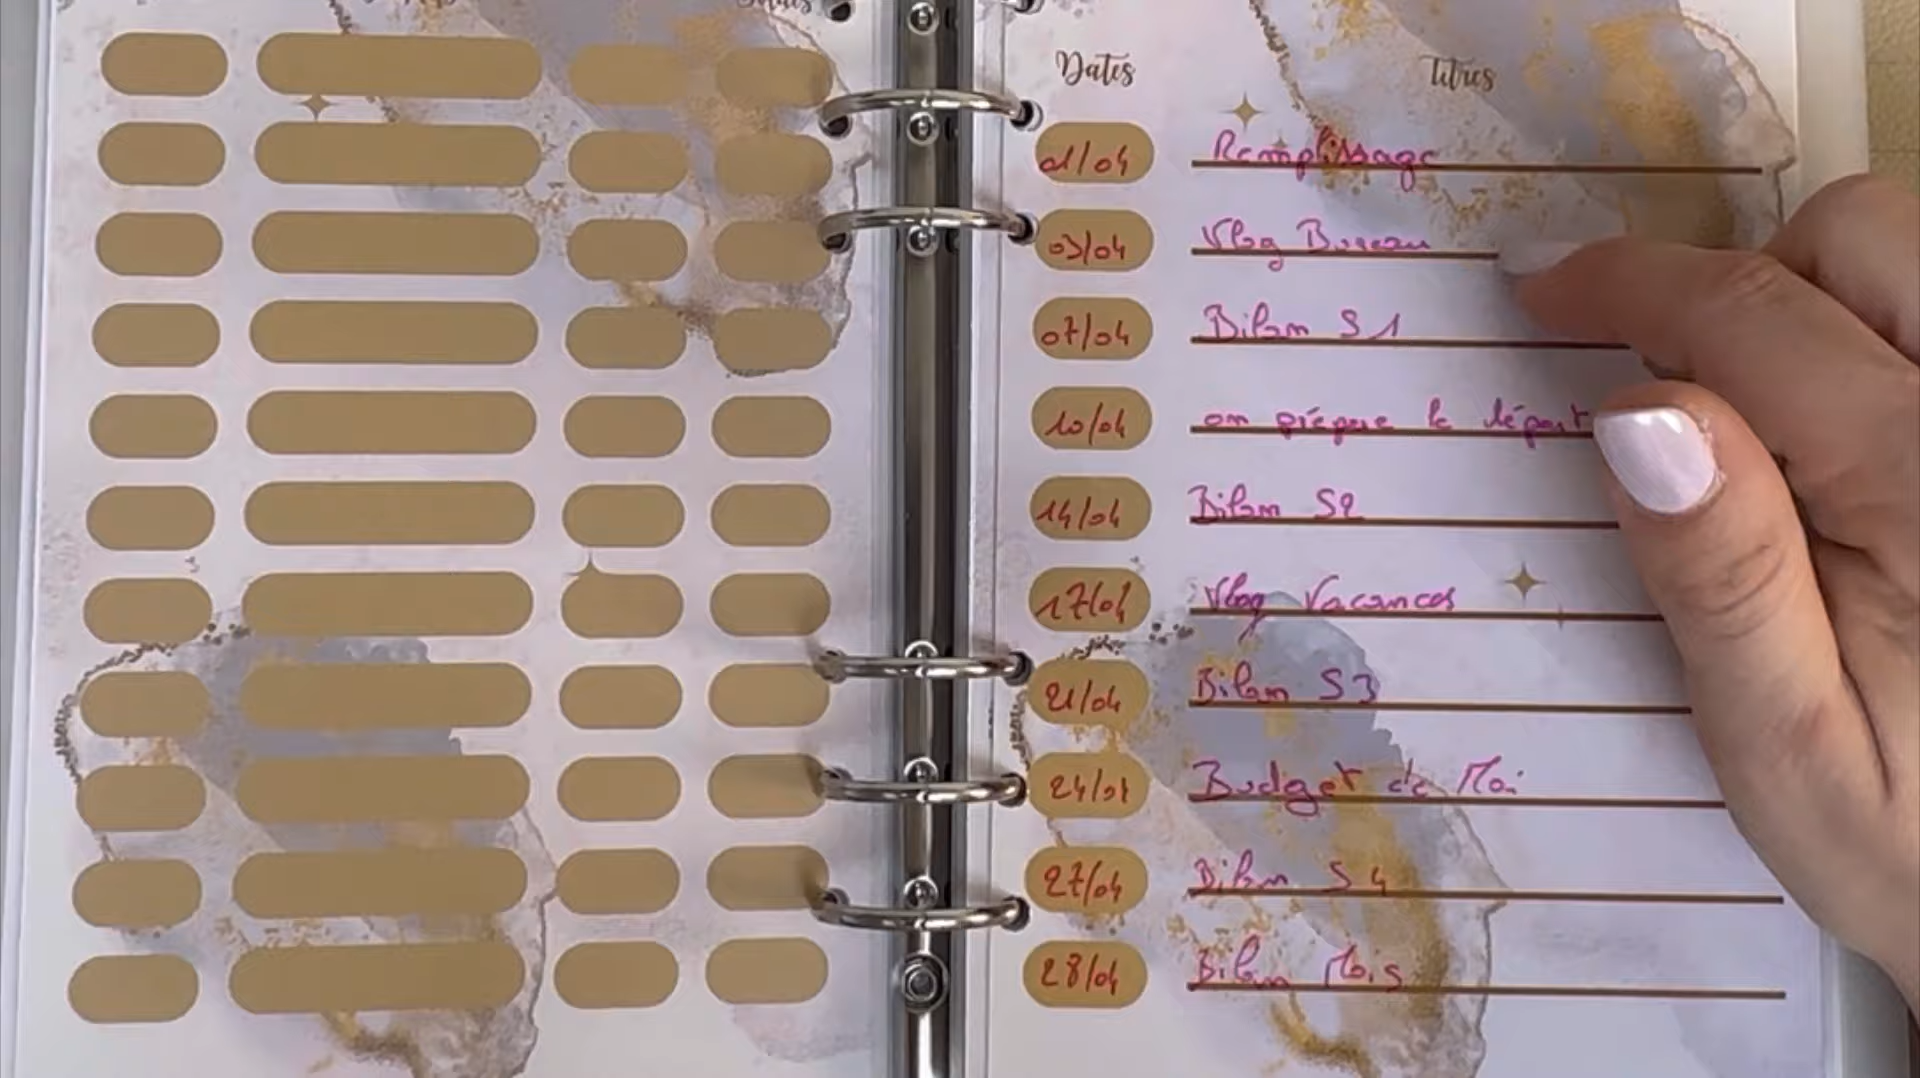 Dates Titres
01/04 Remplissage
03/04 Vlog Bureau
07/04 Bilan S1
10/04 on prépare le départ
14/04 Bilan S2
17/04 Vlog Vacances
21/04 Bilan S3
24/04 Budget de Mai
27/04 Bilan S4
28/04 Bilan Mois